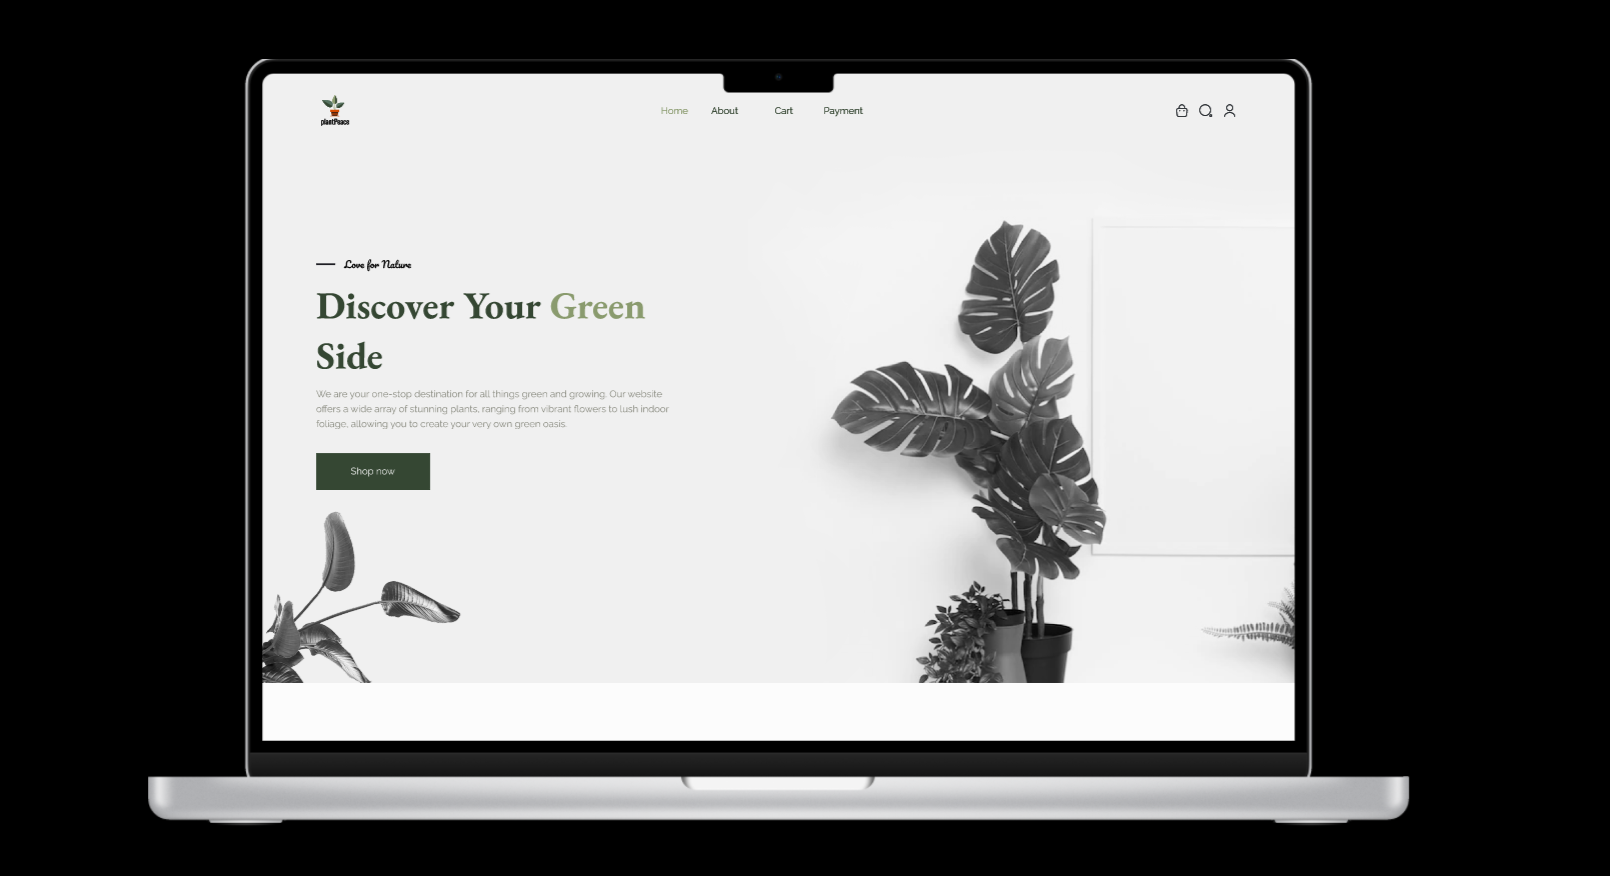 plantPeace
Home About Cart Payment
Love for Nature
Discover Your Green
Side
We are your one-stop destination for all things green and growing. Our website
offers a wide array of stunning plants, ranging from vibrant flowers to lush indoor
foliage, allowing you to create your very own green oasis.
Shop now